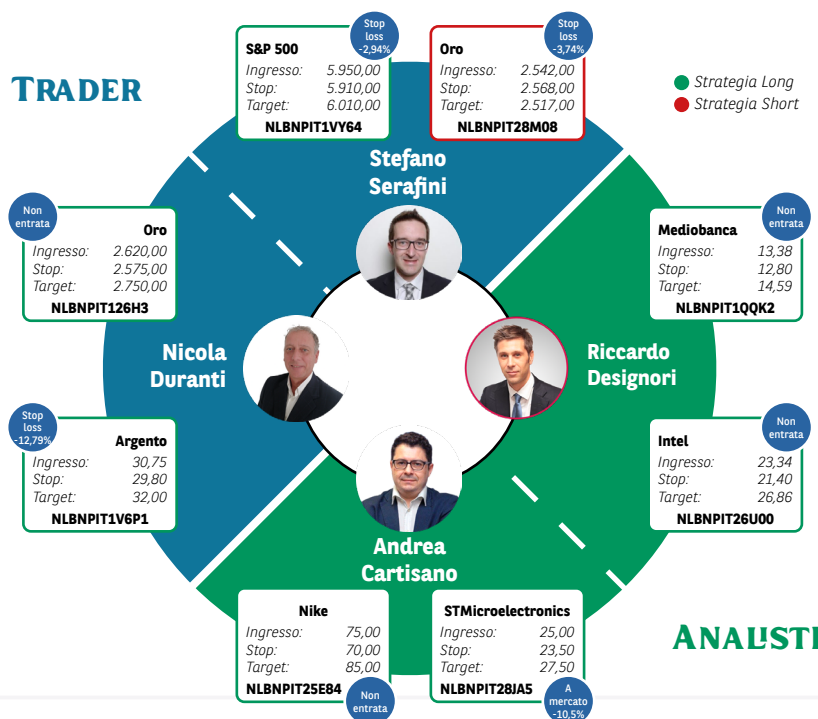 TRADER
Stop
loss
-2,94%
S&P 500
Ingresso: 5.950,00
Stop: 5.910,00
Target: 6.010,00
NLBNPIT1VY64
Stop
loss
-3,74%
Oro
Ingresso: 2.542,00
Stop: 2.568,00
Target: 2.517,00
NLBNPIT28M08
Strategia Long
Strategia Short
Stefano
Serafini
Non
entrata
Oro
Ingresso: 2.620,00
Stop: 2.575,00
Target: 2.750,00
NLBNPIT126H3
Non
entrata
Mediobanca
Ingresso: 13,38
Stop: 12,80
Target: 14,59
NLBNPIT1QQK2
Nicola
Duranti
Riccardo
Designori
Stop
loss
-12,79%
Argento
Ingresso: 30,75
Stop: 29,80
Target: 32,00
NLBNPIT1V6P1
Non
entrata
Intel
Ingresso: 23,34
Stop: 21,40
Target: 26,86
NLBNPIT26U00
Andrea
Cartisano
Nike
Ingresso: 75,00
Stop: 70,00
Target: 85,00
NLBNPIT25E84
Non
entrata
STMicroelectronics
Ingresso: 25,00
Stop: 23,50
Target: 27,50
NLBNPIT28JA5
A
mercato
-10,5%
ANALISTI